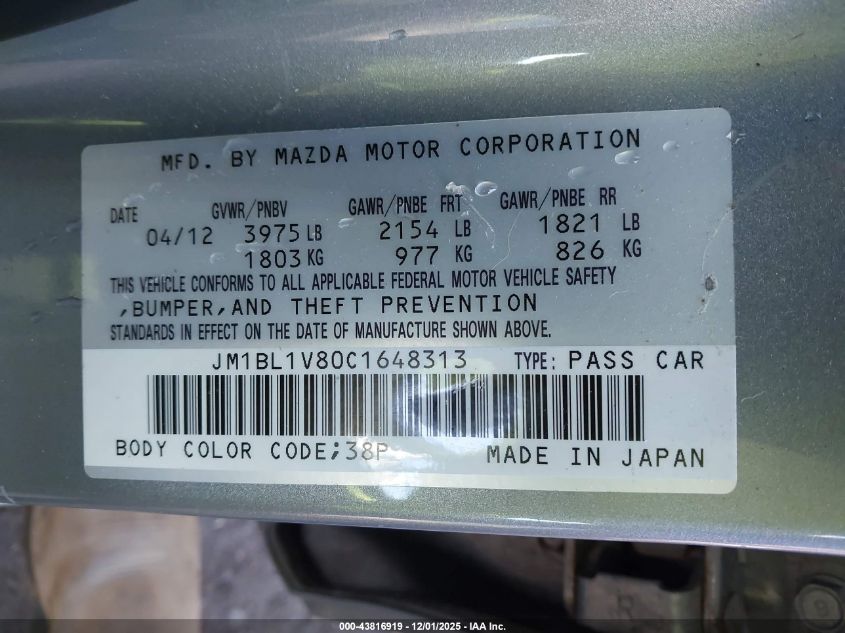 MFD. BY MAZDA MOTOR CORPORATION
DATE GVWR/PNBV GAWR/PNBE FRT GAWR/PNBE RR
04/12 3975 LB 2154 LB 1821 LB
1803 KG 977 KG 826 KG
THIS VEHICLE CONFORMS TO ALL APPLICABLE FEDERAL MOTOR VEHICLE SAFETY
,BUMPER,AND THEFT PREVENTION
STANDARDS IN EFFECT ON THE DATE OF MANUFACTURE SHOWN ABOVE.
JM1BL1V80C1648313 TYPE: PASS CAR
BODY COLOR CODE;38P MADE IN JAPAN
000-43816919 - 12/01/2025 - IAA Inc.